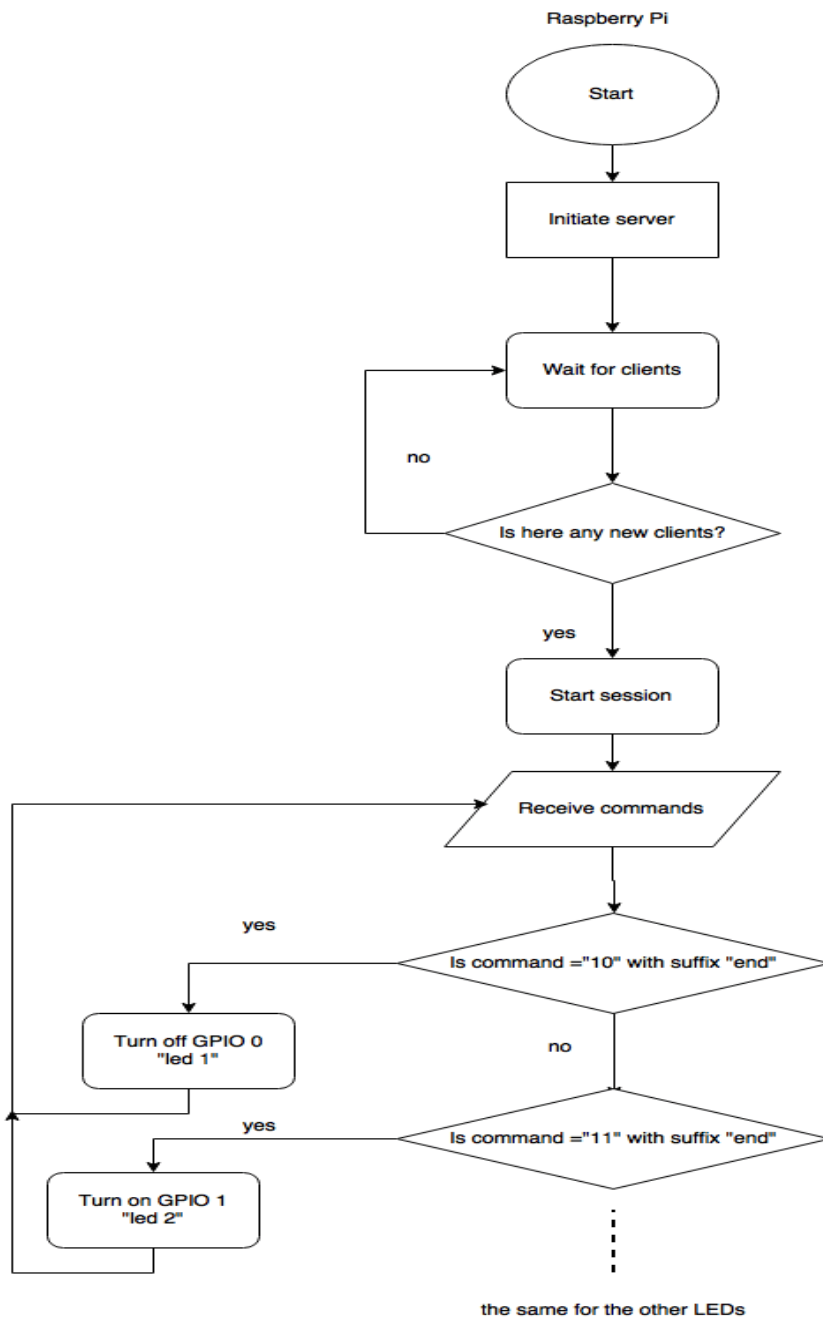 Raspberry Pi
Start
Initiate server
Wait for clients
no
Is here any new clients?
yes
Start session
Receive commands
yes
Is command ="10" with suffix "end"
Turn off GPIO 0
"led 1"
no
yes
Is command ="11" with suffix "end"
Turn on GPIO 1
"led 2"
the same for the other LEDs